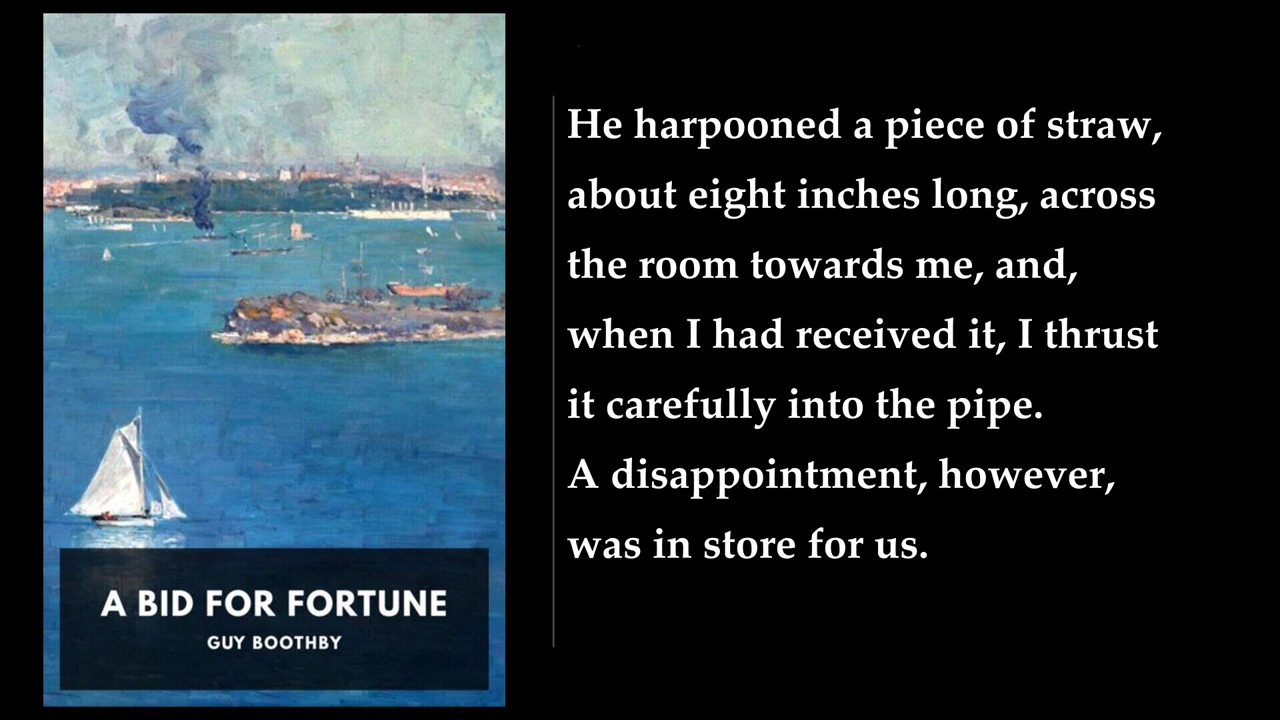 A BID FOR FORTUNE
GUY BOOTHBY
He harpooned a piece of straw,
about eight inches long, across
the room towards me, and,
when I had received it, I thrust
it carefully into the pipe.
A disappointment, however,
was in store for us.